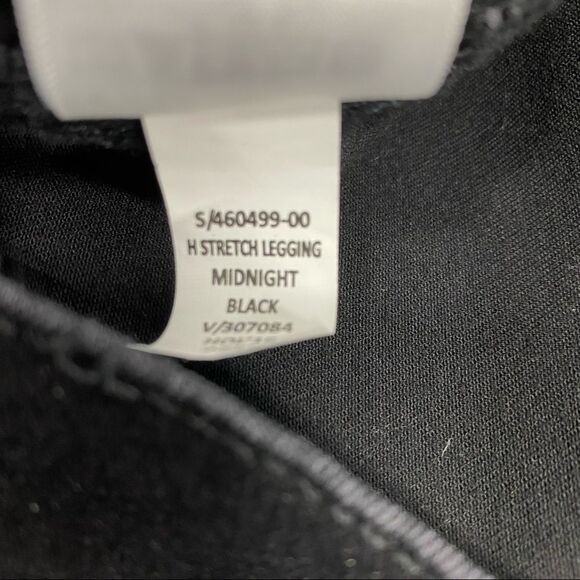 S/460499-00
H STRETCH LEGGING
MIDNIGHT
BLACK
V/307084